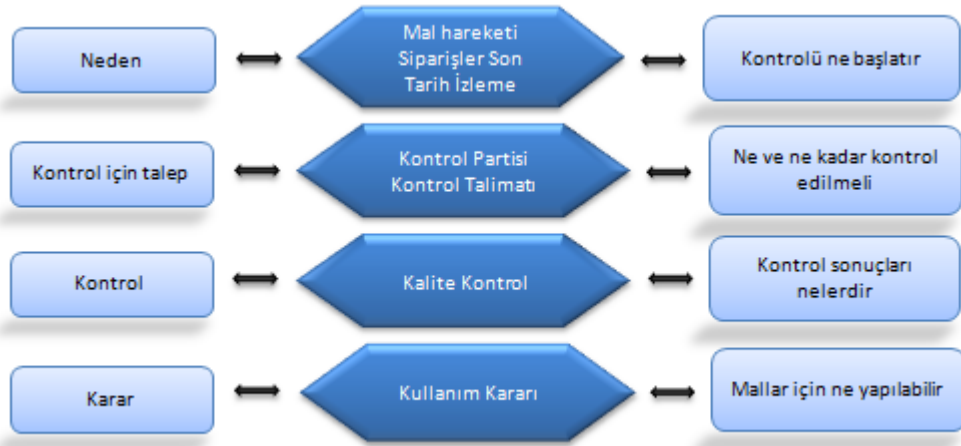 Neden
Mal hareketi
Siparişler Son
Tarih İzleme
Kontrolü ne başlatır
Kontrol için talep
Kontrol Partisi
Kontrol Talimatı
Ne ve ne kadar kontrol
edilmeli
Kontrol
Kalite Kontrol
Kontrol sonuçları
nelerdir
Karar
Kullanım Kararı
Mallar için ne yapılabilir